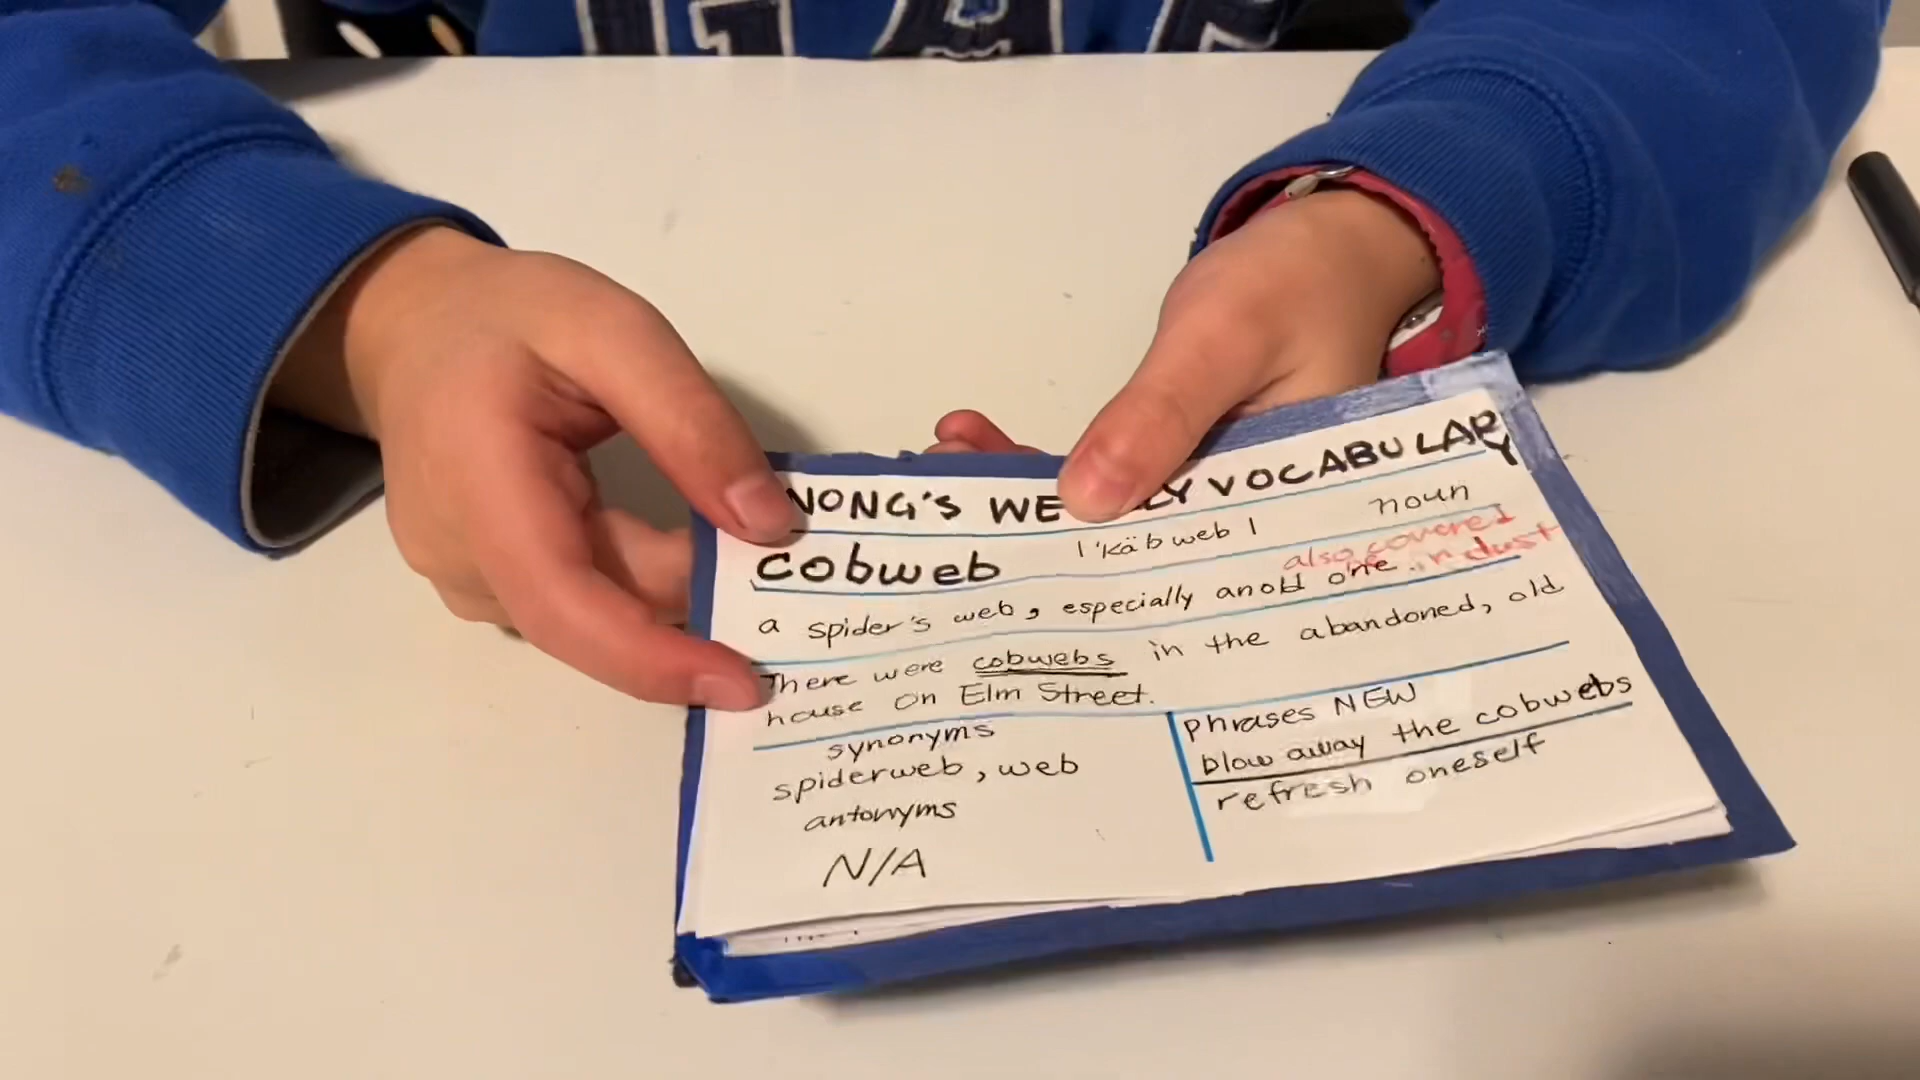 NONG'S WE LY VOCABULARY
cobweb |'käbweb| noun
also covered
in dust
a spider's web, especially an old one.
There were cobwebs in the abandoned, old
house on Elm Street.
synonyms
spiderweb, web
antonyms
N/A
phrases NEW
blow away the cobwebs
refresh oneself